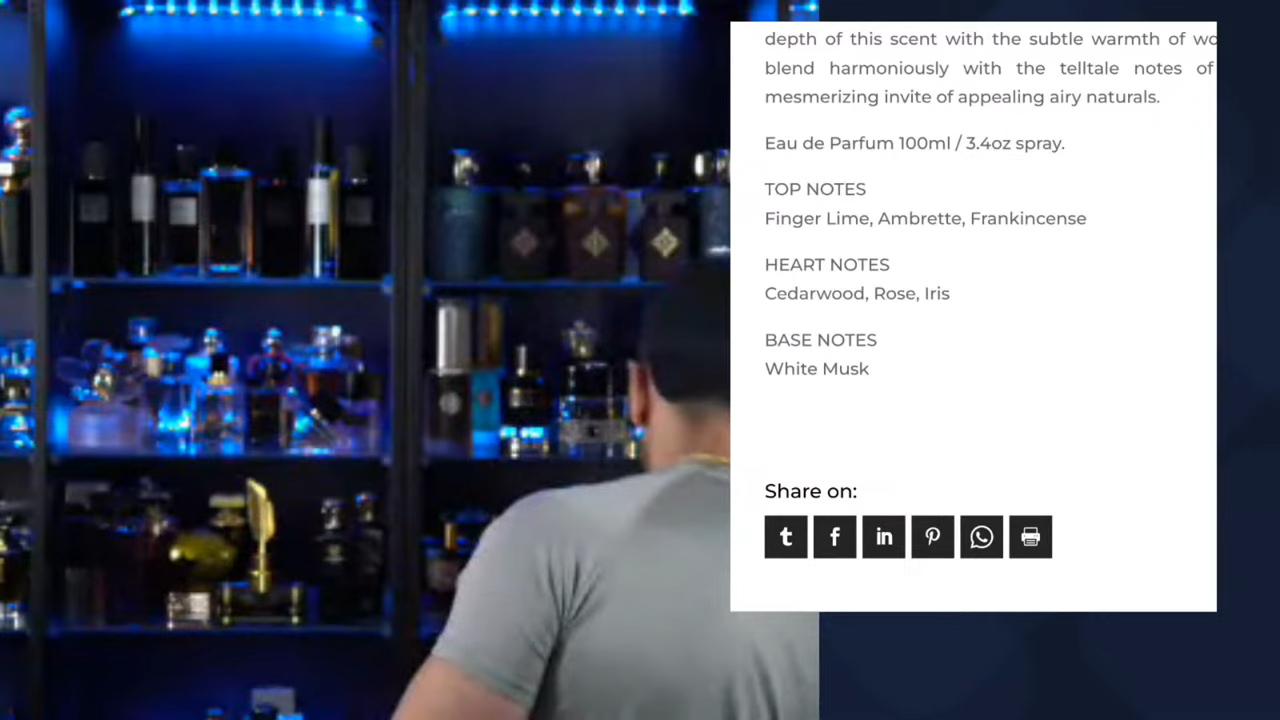 depth of this scent with the subtle warmth of
blend harmoniously with the telltale notes of
mesmerizing invite of appealing airy naturals.
Eau de Parfum 100ml / 3.4oz spray.
TOP NOTES
Finger Lime, Ambrette, Frankincense
HEART NOTES
Cedarwood, Rose, Iris
BASE NOTES
White Musk
Share on: